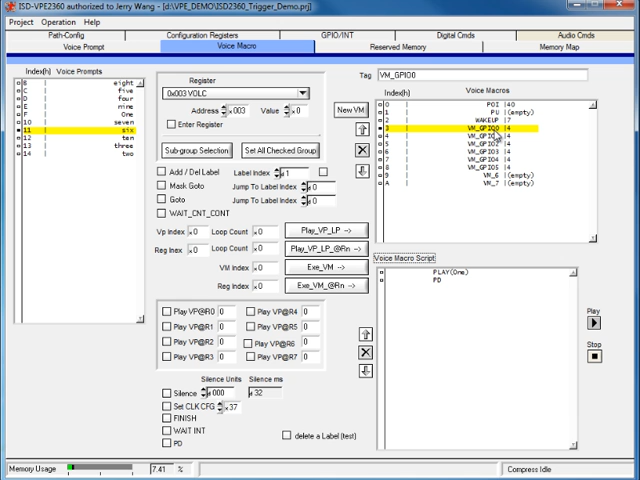 ISD-VPE2360 authorized to Jerry Wang - [d:\VPE_DEMO\ISD2360_Trigger_Demo.prj]
Project Operation Help
Path-Config Configuration Registers GPIO/INT Digital Cmds Audio Cmds
Voice Prompt Voice Macro Reserved Memory Memory Map
Index(h) Voice Prompts
B | eight
C | five
D | four
E | nine
F | One
10 | seven
11 | six
12 | ten
13 | three
14 | two
Register
0x003 VOLC
Address x003 Value x 0
Enter Register
Sub-group Selection Set All Checked Group
Add / Del Label Label Index x 1
Mask Goto Jump To Label Index x 0
Goto Jump To Label Index x 0
WAIT_CNT_CONT
Vp Index x 0 Loop Count x 0 Play_VP_LP -->
Reg Inex x 0 Loop Count x 0 Play_VP_LP_@Rn -->
VM Index x 0 Exe_VM -->
Reg Index x 0 Exe_VM_@Rn -->
Play VP@R0 0 Play VP@R4 0
Play VP@R1 0 Play VP@R5 0
Play VP@R2 0 Play VP@R6 0
Play VP@R3 0 Play VP@R7 0
Silence Units Silence ms
Silence x 000 x 32
Set CLK CFG x 37
FINISH
WAIT INT
PD
delete a Label (test)
Tag VM_GPIO0
Index(h) Voice Macros
New VM
0 | POI |40
1 | PU |(empty)
2 | WAKEUP |7
3 | VM_GPIO0 |4
4 | VM_GPIO1 |4
5 | VM_GPIO2 |4
6 | VM_GPIO3 |4
7 | VM_GPIO4 |4
8 | VM_GPIO5 |4
9 | VM_6 |(empty)
A | VM_7 |(empty)
Voice Macro Script
PLAY(One)
PD
Play
Stop
Memory Usage 7.41 % Compress Idle